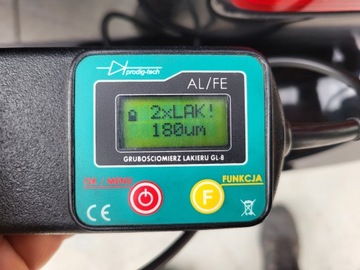 prodig-tech
AL/FE
2xLAK!
180um
GRUBOŚCIOMIERZ LAKIERU GL-8
FUNKCJA
F
CE